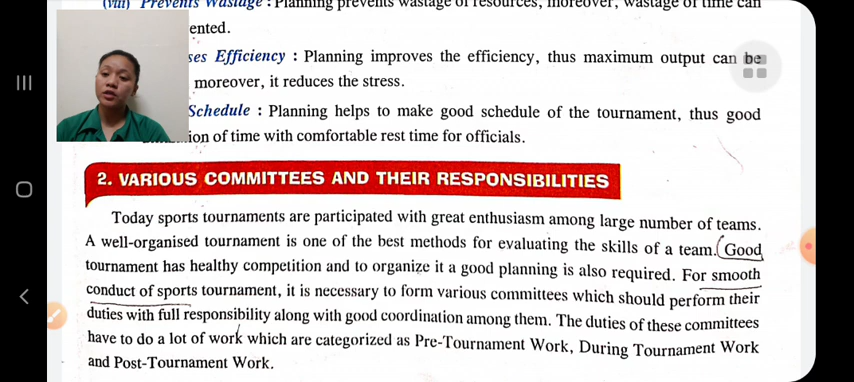 (viii) Prevents Wastage : Planning prevents wastage of resources, moreover, wastage of time can
ented.
ses Efficiency : Planning improves the efficiency, thus maximum output can be
moreover, it reduces the stress.
Schedule : Planning helps to make good schedule of the tournament, thus good
ion of time with comfortable rest time for officials.
2. VARIOUS COMMITTEES AND THEIR RESPONSIBILITIES
Today sports tournaments are participated with great enthusiasm among large number of teams.
A well-organised tournament is one of the best methods for evaluating the skills of a team. Good
tournament has healthy competition and to organize it a good planning is also required. For smooth
conduct of sports tournament, it is necessary to form various committees which should perform their
duties with full responsibility along with good coordination among them. The duties of these committees
have to do a lot of work which are categorized as Pre-Tournament Work, During Tournament Work
and Post-Tournament Work.